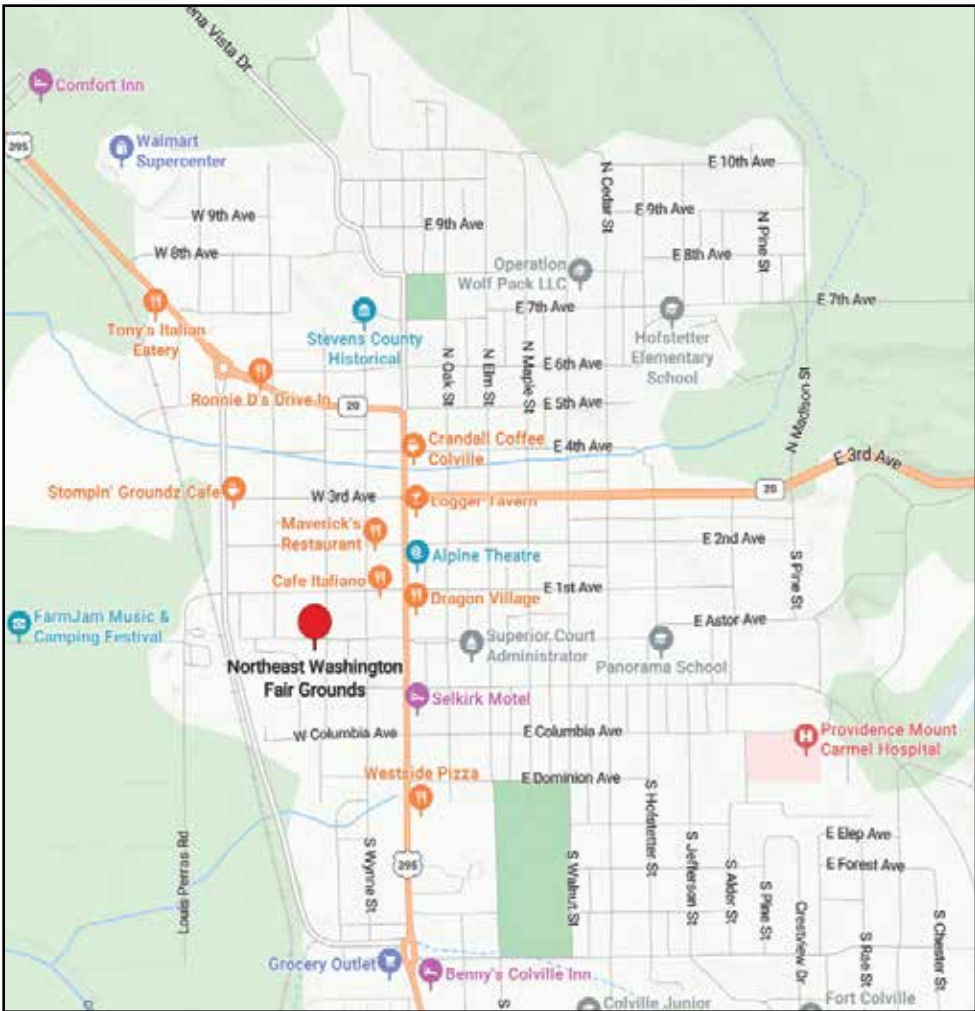 ena Vista Dr
Comfort Inn
395
Walmart
Supercenter
E 10th Ave
N Cedar St
W 9th Ave
E 9th Ave
E 9th Ave
N Pine St
W 8th Ave
E 8th Ave
Operation
Wolf Pack LLC
E 7th Ave
E 7th Ave
Tony's Italian
Eatery
Stevens County
Historical
Hofstetter
Elementary
School
N Oak St
N Elm St
N Maple St
E 6th Ave
Ronnie D's Drive In
20
E 5th Ave
N Madison St
Crandall Coffee
Colville
E 4th Ave
E 3rd Ave
Stompin' Groundz Cafe
W 3rd Ave
Logger Tavern
20
Maverick's
Restaurant
E 2nd Ave
Alpine Theatre
S Pine St
Cafe Italiano
E 1st Ave
Dragon Village
FarmJam Music &
Camping Festival
E Astor Ave
Superior Court
Administrator
Panorama School
Northeast Washington
Fair Grounds
Selkirk Motel
W Columbia Ave
E Columbia Ave
Providence Mount
Carmel Hospital
Westside Pizza
E Dominion Ave
S Hofstetter St
Louis Perras Rd
S Wynne St
395
S Walnut St
S Jefferson St
S Alder St
S Pine St
E Elep Ave
E Forest Ave
Crestview Dr
S Rae St
S Chester St
Grocery Outlet
Benny's Colville Inn
S
Colville Junior
Fort Colville